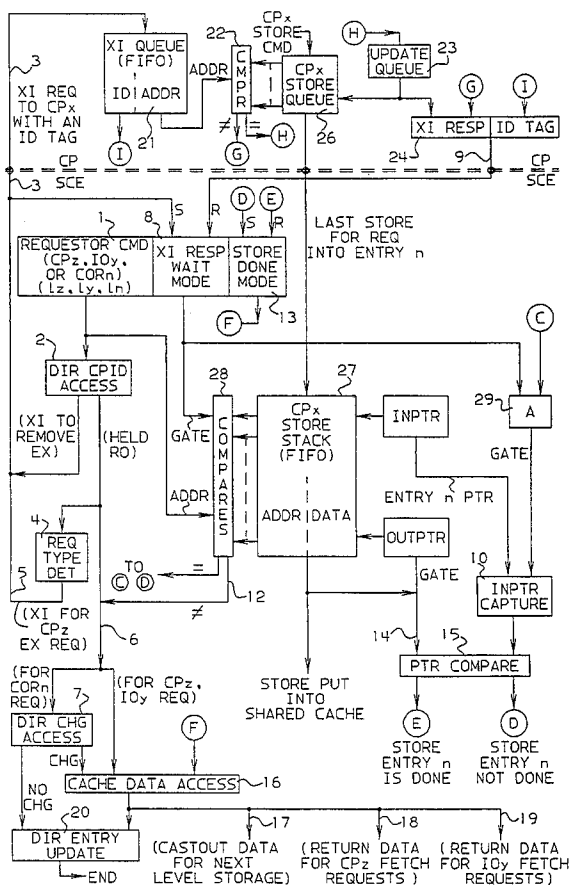 3
XI REQ
TO CPx
WITH AN
ID TAG
XI QUEUE
(FIFO)
ID ADDR
21
I
ADDR
22
CMPR
≠
=
G
H
CPx
STORE
CMD
CPx
STORE
QUEUE
26
H
UPDATE
QUEUE
23
G
I
XI RESP
ID TAG
24
9
CP
SCE
3
CP
SCE
S
R
D
E
S
R
LAST STORE
FOR REQ
INTO ENTRY n
1
8
REQUESTOR CMD
(CPz,IOy,
OR CORn)
(lz,ly,ln)
XI RESP
WAIT
MODE
STORE
DONE
MODE
13
F
C
2
DIR CPID
ACCESS
28
27
29
A
(XI TO
REMOVE
EX)
(HELD
RO)
GATE
COMPARES
CPx
STORE
STACK
(FIFO)
INPTR
GATE
ADDR
ENTRY n PTR
4
REQ
TYPE
DET
ADDR DATA
OUTPTR
TO
C D
=
GATE
10
INPTR
CAPTURE
5
12
≠
(XI FOR
CPz
EX REQ)
6
14
15
PTR COMPARE
(FOR
CORn
REQ)
7
(FOR CPz,
IOy REQ)
STORE PUT
INTO
SHARED CACHE
E
D
DIR CHG
ACCESS
F
STORE
ENTRY n
IS DONE
STORE
ENTRY n
NOT DONE
CHG
NO
CHG
CACHE DATA ACCESS
16
20
DIR ENTRY
UPDATE
END
17
18
19
(CASTOUT DATA
FOR NEXT
LEVEL STORAGE)
(RETURN DATA
FOR CPz FETCH
REQUESTS)
(RETURN DATA
FOR IOy FETCH
REQUESTS)